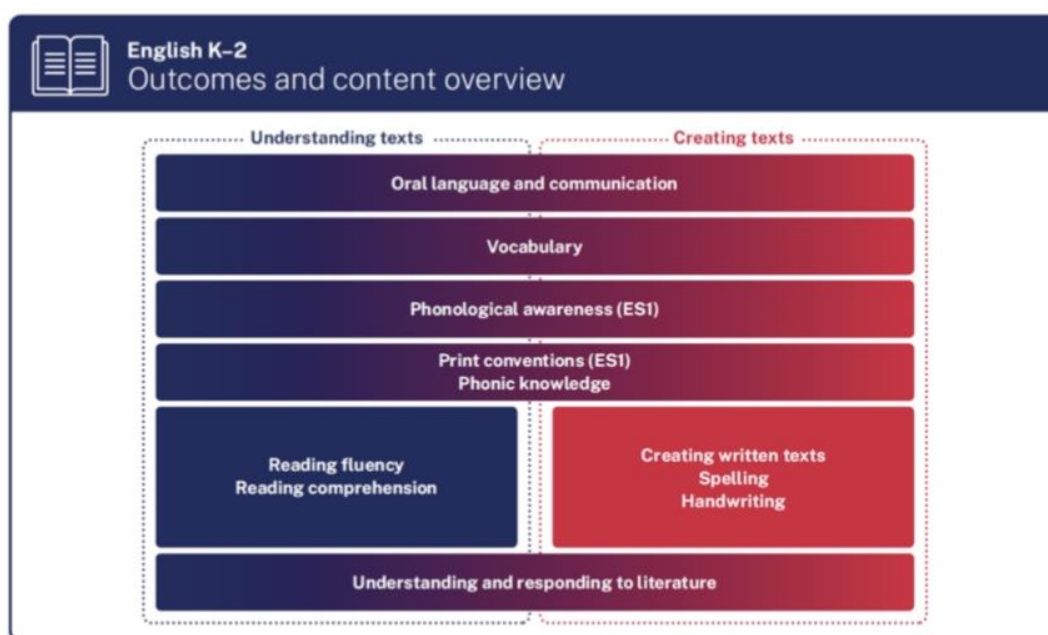 English K–2
Outcomes and content overview
Understanding texts
Creating texts
Oral language and communication
Vocabulary
Phonological awareness (ES1)
Print conventions (ES1)
Phonic knowledge
Reading fluency
Reading comprehension
Creating written texts
Spelling
Handwriting
Understanding and responding to literature